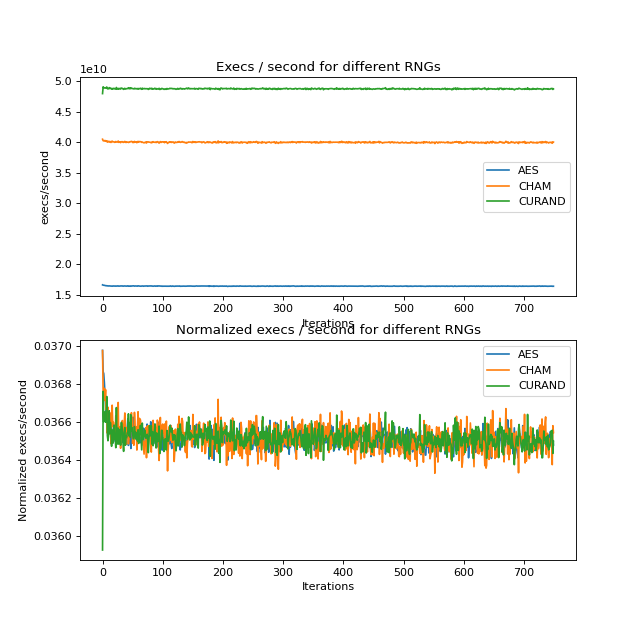 Execs / second for different RNGs
1e10
5.0
4.5
4.0
3.5
3.0
2.5
2.0
1.5
execs/second
AES
CHAM
CURAND
0 100 200 300 400 500 600 700
Iterations
Normalized execs / second for different RNGs
0.0370
0.0368
0.0366
0.0364
0.0362
0.0360
Normalized execs/second
AES
CHAM
CURAND
0 100 200 300 400 500 600 700
Iterations